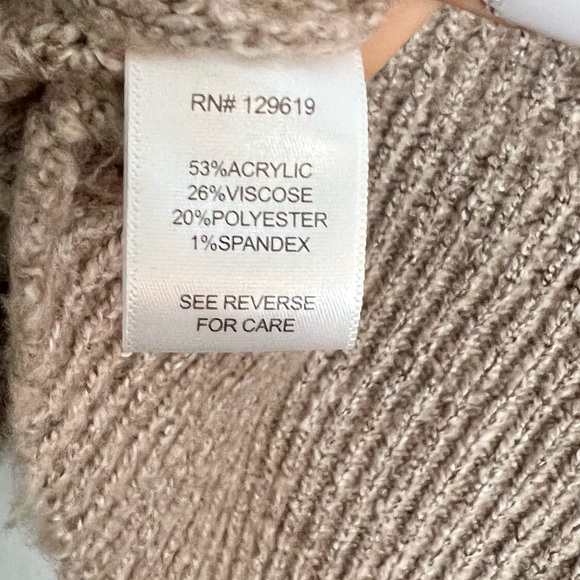 RN# 129619
53%ACRYLIC
26%VISCOSE
20%POLYESTER
1%SPANDEX
SEE REVERSE
FOR CARE